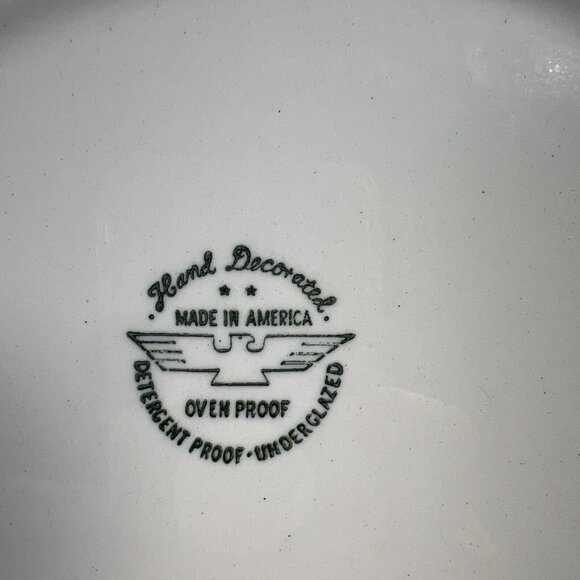 · Hand Decorated ·
MADE IN AMERICA
OVEN PROOF
DETERGENT PROOF · UNDERGLAZED